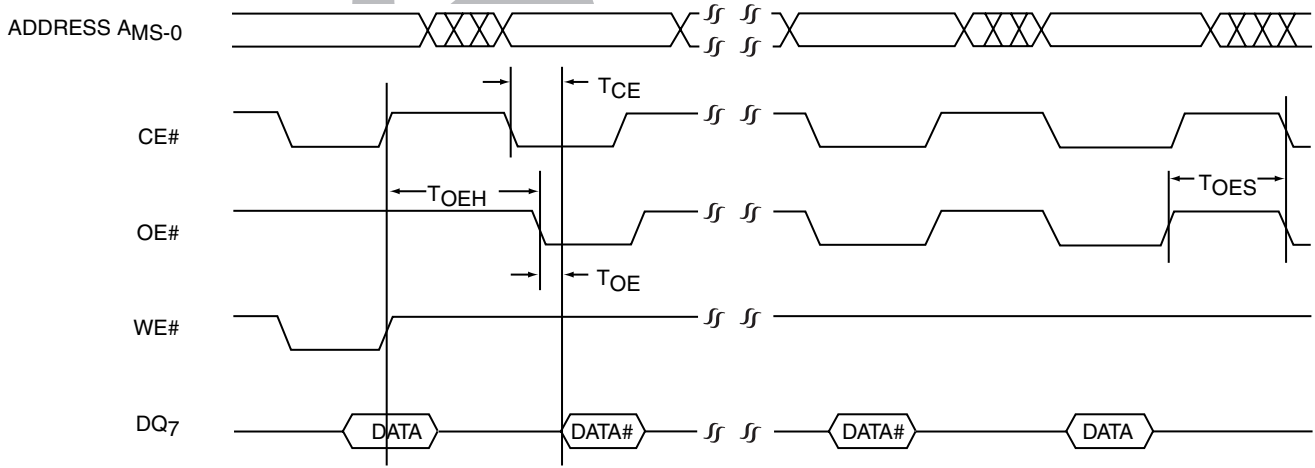 ADDRESS AMS-0
TCE
CE#
TOEH
TOES
OE#
TOE
WE#
DQ7
DATA
DATA#
DATA#
DATA